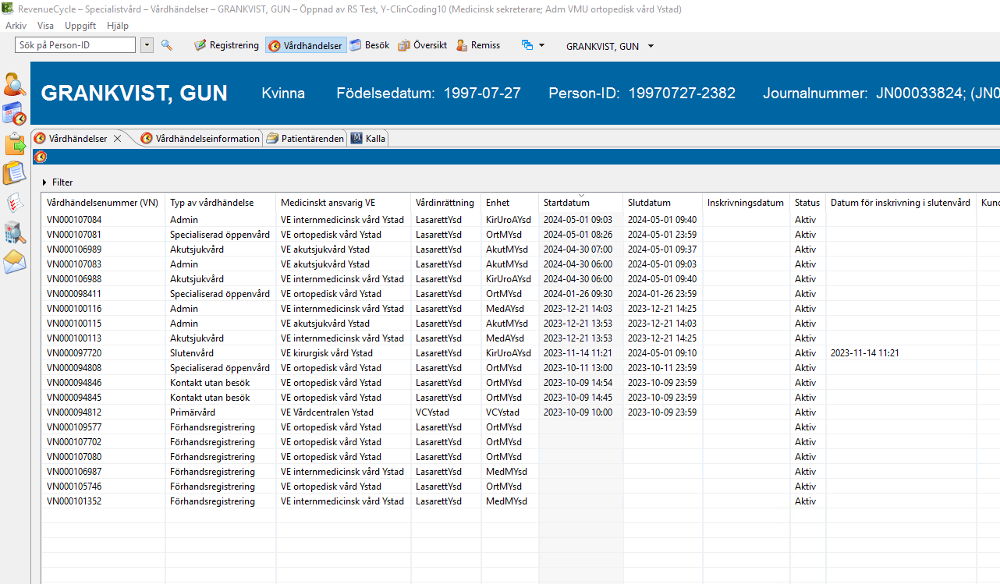 RevenueCycle – Specialistvård – Vårdhändelser – GRANKVIST, GUN – Öppnad av RS Test, Y-ClinCoding10 (Medicinsk sekreterare; Adm VMU ortopedisk vård Ystad)
Arkiv Visa Uppgift Hjälp
Sök på Person-ID Registrering Vårdhändelser Besök Översikt Remiss GRANKVIST, GUN
GRANKVIST, GUN Kvinna Födelsedatum: 1997-07-27 Person-ID: 19970727-2382 Journalnummer: JN00033824; (JN0
Vårdhändelser Vårdhändelseinformation Patientärenden Kalla
Filter
Vårdhändelsenummer (VN) Typ av vårdhändelse Medicinskt ansvarig VE Vårdinrättning Enhet Startdatum Slutdatum Inskrivningsdatum Status Datum för inskrivning i slutenvård Kund
VN000107084 Admin VE internmedicinsk vård Ystad LasarettYsd KirUroAYsd 2024-05-01 09:03 2024-05-01 09:40 Aktiv
VN000107081 Specialiserad öppenvård VE ortopedisk vård Ystad LasarettYsd OrtMYsd 2024-05-01 08:26 2024-05-01 23:59 Aktiv
VN000106989 Akutsjukvård VE akutsjukvård Ystad LasarettYsd AkutMYsd 2024-04-30 07:00 2024-05-01 09:37 Aktiv
VN000107083 Admin VE akutsjukvård Ystad LasarettYsd AkutMYsd 2024-04-30 06:00 2024-05-01 09:03 Aktiv
VN000106988 Akutsjukvård VE internmedicinsk vård Ystad LasarettYsd KirUroAYsd 2024-04-30 06:00 2024-05-01 09:40 Aktiv
VN000098411 Specialiserad öppenvård VE ortopedisk vård Ystad LasarettYsd OrtMYsd 2024-01-26 09:30 2024-01-26 23:59 Aktiv
VN000100116 Admin VE internmedicinsk vård Ystad LasarettYsd MedAYsd 2023-12-21 14:03 2023-12-21 14:25 Aktiv
VN000100115 Admin VE akutsjukvård Ystad LasarettYsd AkutMYsd 2023-12-21 13:53 2023-12-21 14:03 Aktiv
VN000100113 Akutsjukvård VE internmedicinsk vård Ystad LasarettYsd MedAYsd 2023-12-21 13:53 2023-12-21 14:25 Aktiv
VN000097720 Slutenvård VE kirurgisk vård Ystad LasarettYsd KirUroAYsd 2023-11-14 11:21 2024-05-01 09:10 Aktiv 2023-11-14 11:21
VN000094808 Specialiserad öppenvård VE ortopedisk vård Ystad LasarettYsd OrtMYsd 2023-10-11 13:00 2023-10-11 23:59 Aktiv
VN000094846 Kontakt utan besök VE ortopedisk vård Ystad LasarettYsd OrtMYsd 2023-10-09 14:54 2023-10-09 23:59 Aktiv
VN000094845 Kontakt utan besök VE ortopedisk vård Ystad LasarettYsd OrtMYsd 2023-10-09 14:45 2023-10-09 23:59 Aktiv
VN000094812 Primärvård VE Vårdcentralen Ystad VCYstad VCYstad 2023-10-09 10:00 2023-10-09 23:59 Aktiv
VN000109577 Förhandsregistrering VE ortopedisk vård Ystad LasarettYsd OrtMYsd Aktiv
VN000107702 Förhandsregistrering VE ortopedisk vård Ystad LasarettYsd OrtMYsd Aktiv
VN000107080 Förhandsregistrering VE ortopedisk vård Ystad LasarettYsd OrtMYsd Aktiv
VN000106987 Förhandsregistrering VE internmedicinsk vård Ystad LasarettYsd MedMYsd Aktiv
VN000105746 Förhandsregistrering VE ortopedisk vård Ystad LasarettYsd OrtMYsd Aktiv
VN000101352 Förhandsregistrering VE internmedicinsk vård Ystad LasarettYsd MedMYsd Aktiv